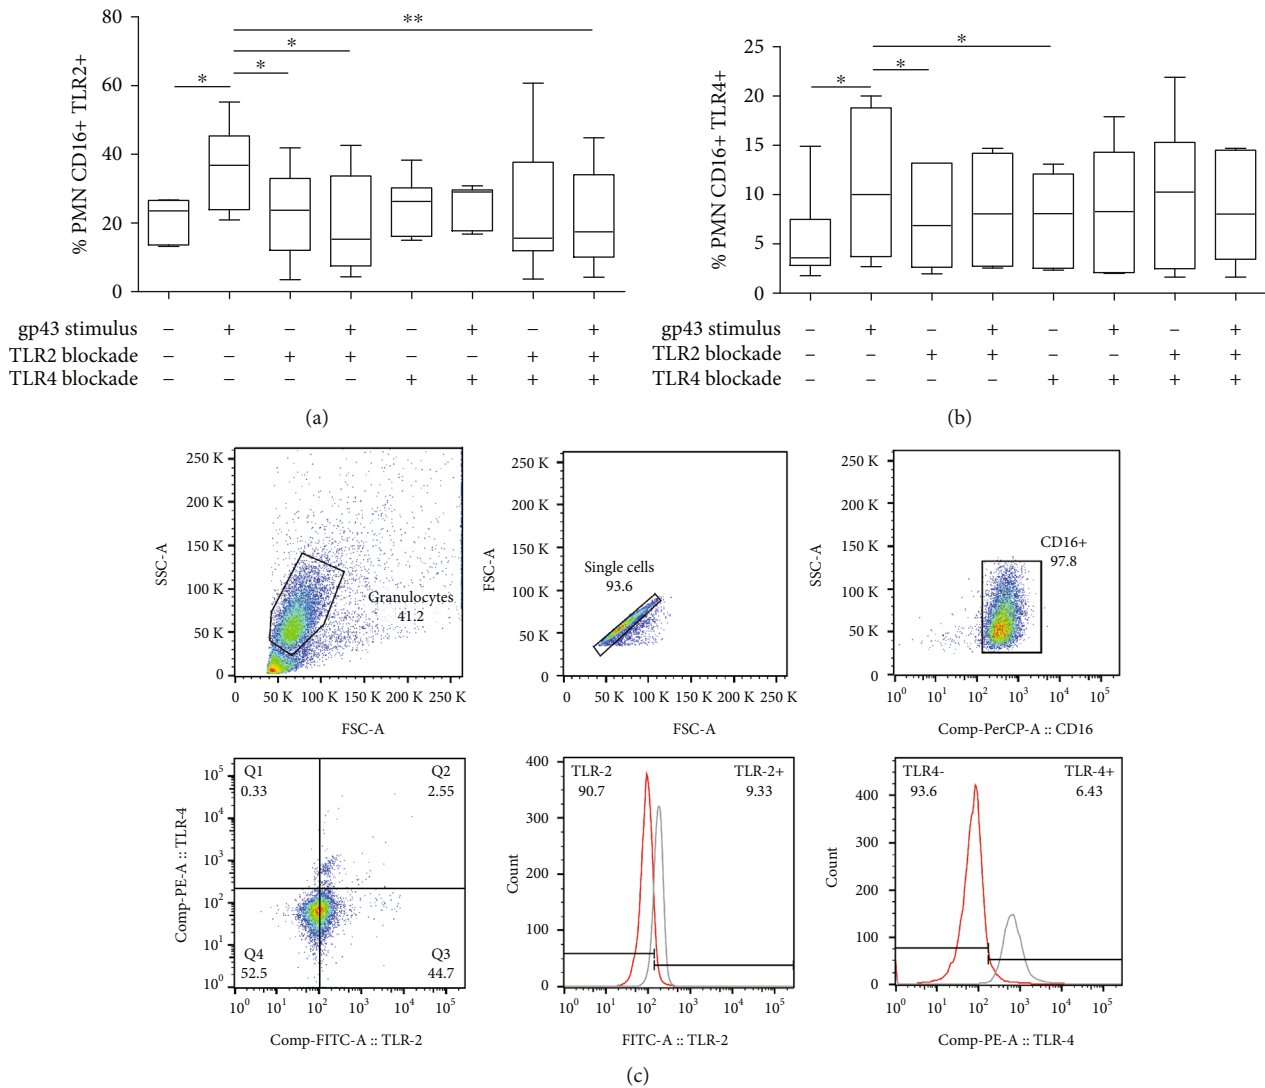 80
60
40
20
0
% PMN CD16+ TLR2+
* * * **
gp43 stimulus − + − + − + − +
TLR2 blockade − − + + − − + +
TLR4 blockade − − − − + + + +
(a)
25
20
15
10
5
0
% PMN CD16+ TLR4+
* * *
gp43 stimulus − + − + − + − +
TLR2 blockade − − + + − − + +
TLR4 blockade − − − − + + + +
(b)
250 K
200 K
150 K
100 K
50 K
0
SSC-A
Granulocytes
41.2
0 50 K 100 K 150 K 200 K 250 K
FSC-A
250 K
200 K
150 K
100 K
50 K
0
FSC-A
Single cells
93.6
0 50 K 100 K 150 K 200 K 250 K
FSC-A
250 K
200 K
150 K
100 K
50 K
0
SSC-A
CD16+
97.8
10^0 10^1 10^2 10^3 10^4 10^5
Comp-PerCP-A :: CD16
10^5
10^4
10^3
10^2
10^1
10^0
Comp-PE-A :: TLR-4
Q1
0.33
Q2
2.55
Q4
52.5
Q3
44.7
10^0 10^1 10^2 10^3 10^4 10^5
Comp-FITC-A :: TLR-2
400
300
200
100
0
Count
TLR-2
90.7
TLR-2+
9.33
10^0 10^1 10^2 10^3 10^4 10^5
FITC-A :: TLR-2
400
300
200
100
0
Count
TLR4-
93.6
TLR-4+
6.43
10^0 10^1 10^2 10^3 10^4 10^5
Comp-PE-A :: TLR-4
(c)